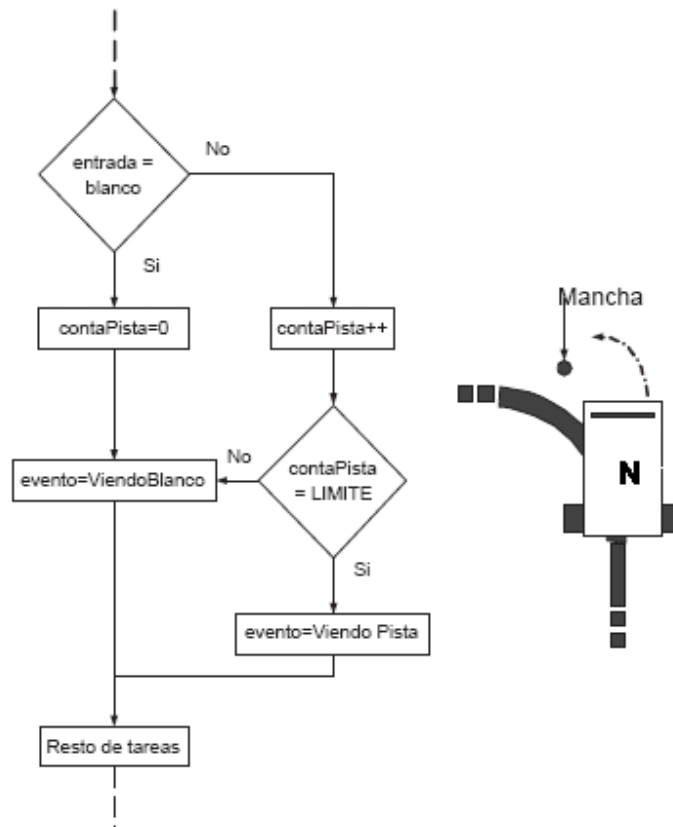 entrada =
blanco
No
Si
contaPista=0
contaPista++
Mancha
evento=ViendoBlanco
No
contaPista
= LIMITE
N
Si
evento=Viendo Pista
Resto de tareas